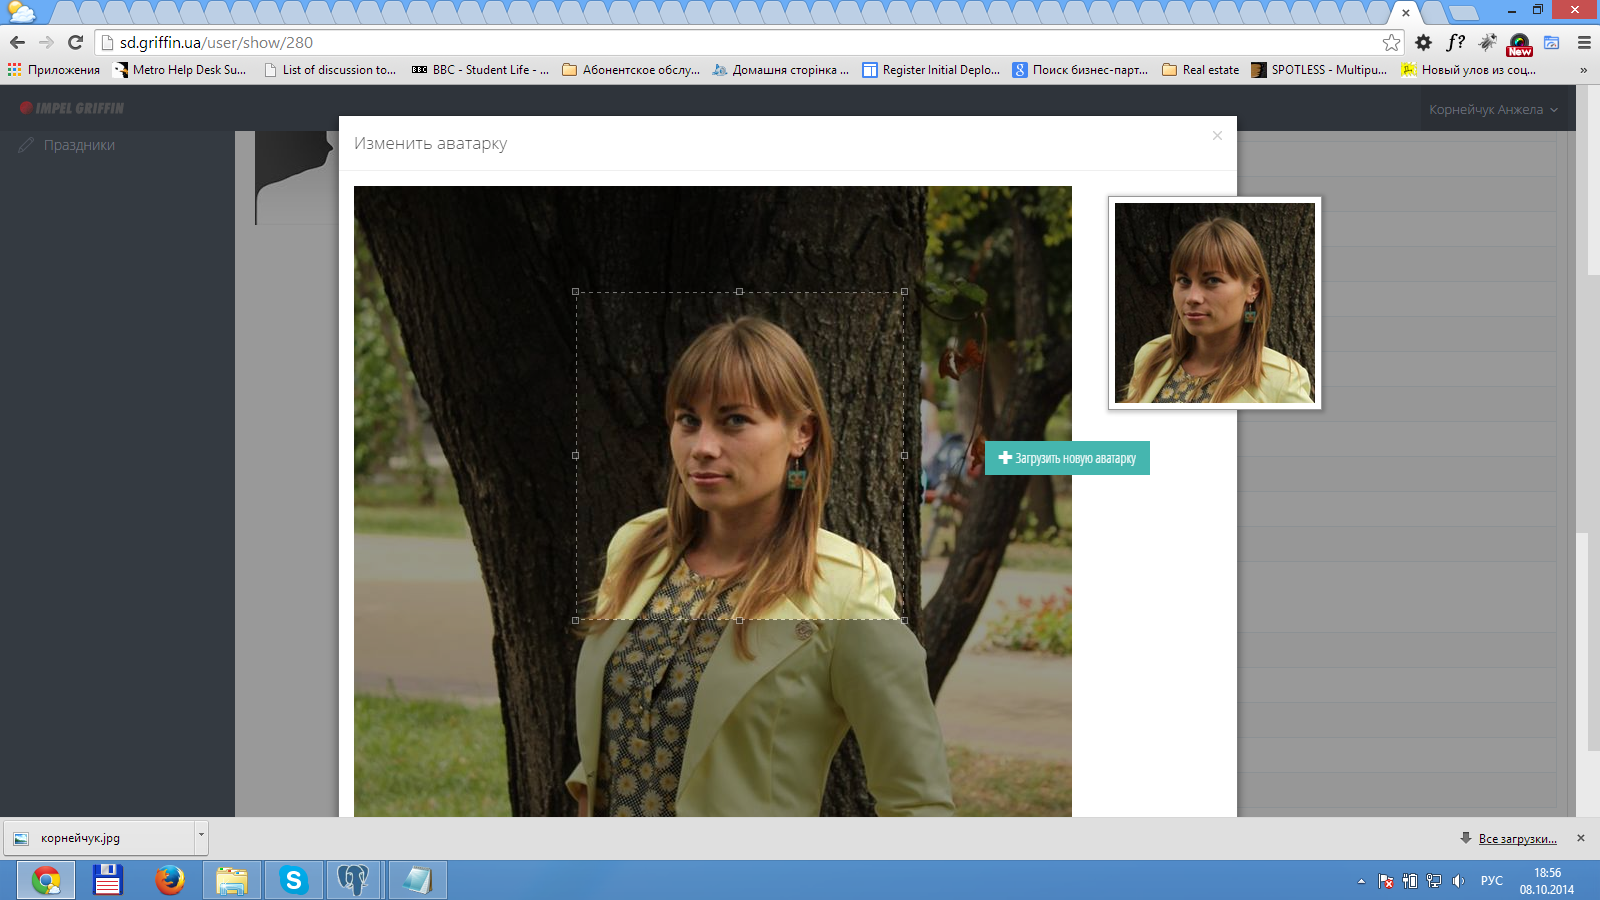 sd.griffin.ua/user/show/280
f?
New
Приложения
Metro Help Desk Su...
List of discussion to...
BBC - Student Life - ...
Абонентское обслу...
Домашня сторінка ...
Register Initial Deplo...
Поиск бизнес-парт...
Real estate
SPOTLESS - Multipu...
Новый улов из соц...
»
IMPEL GRIFFIN
Корнейчук Анжела
Праздники
Изменить аватарку
×
Загрузить новую аватарку
корнейчук.jpg
Все загрузки...
РУС
18:56
08.10.2014